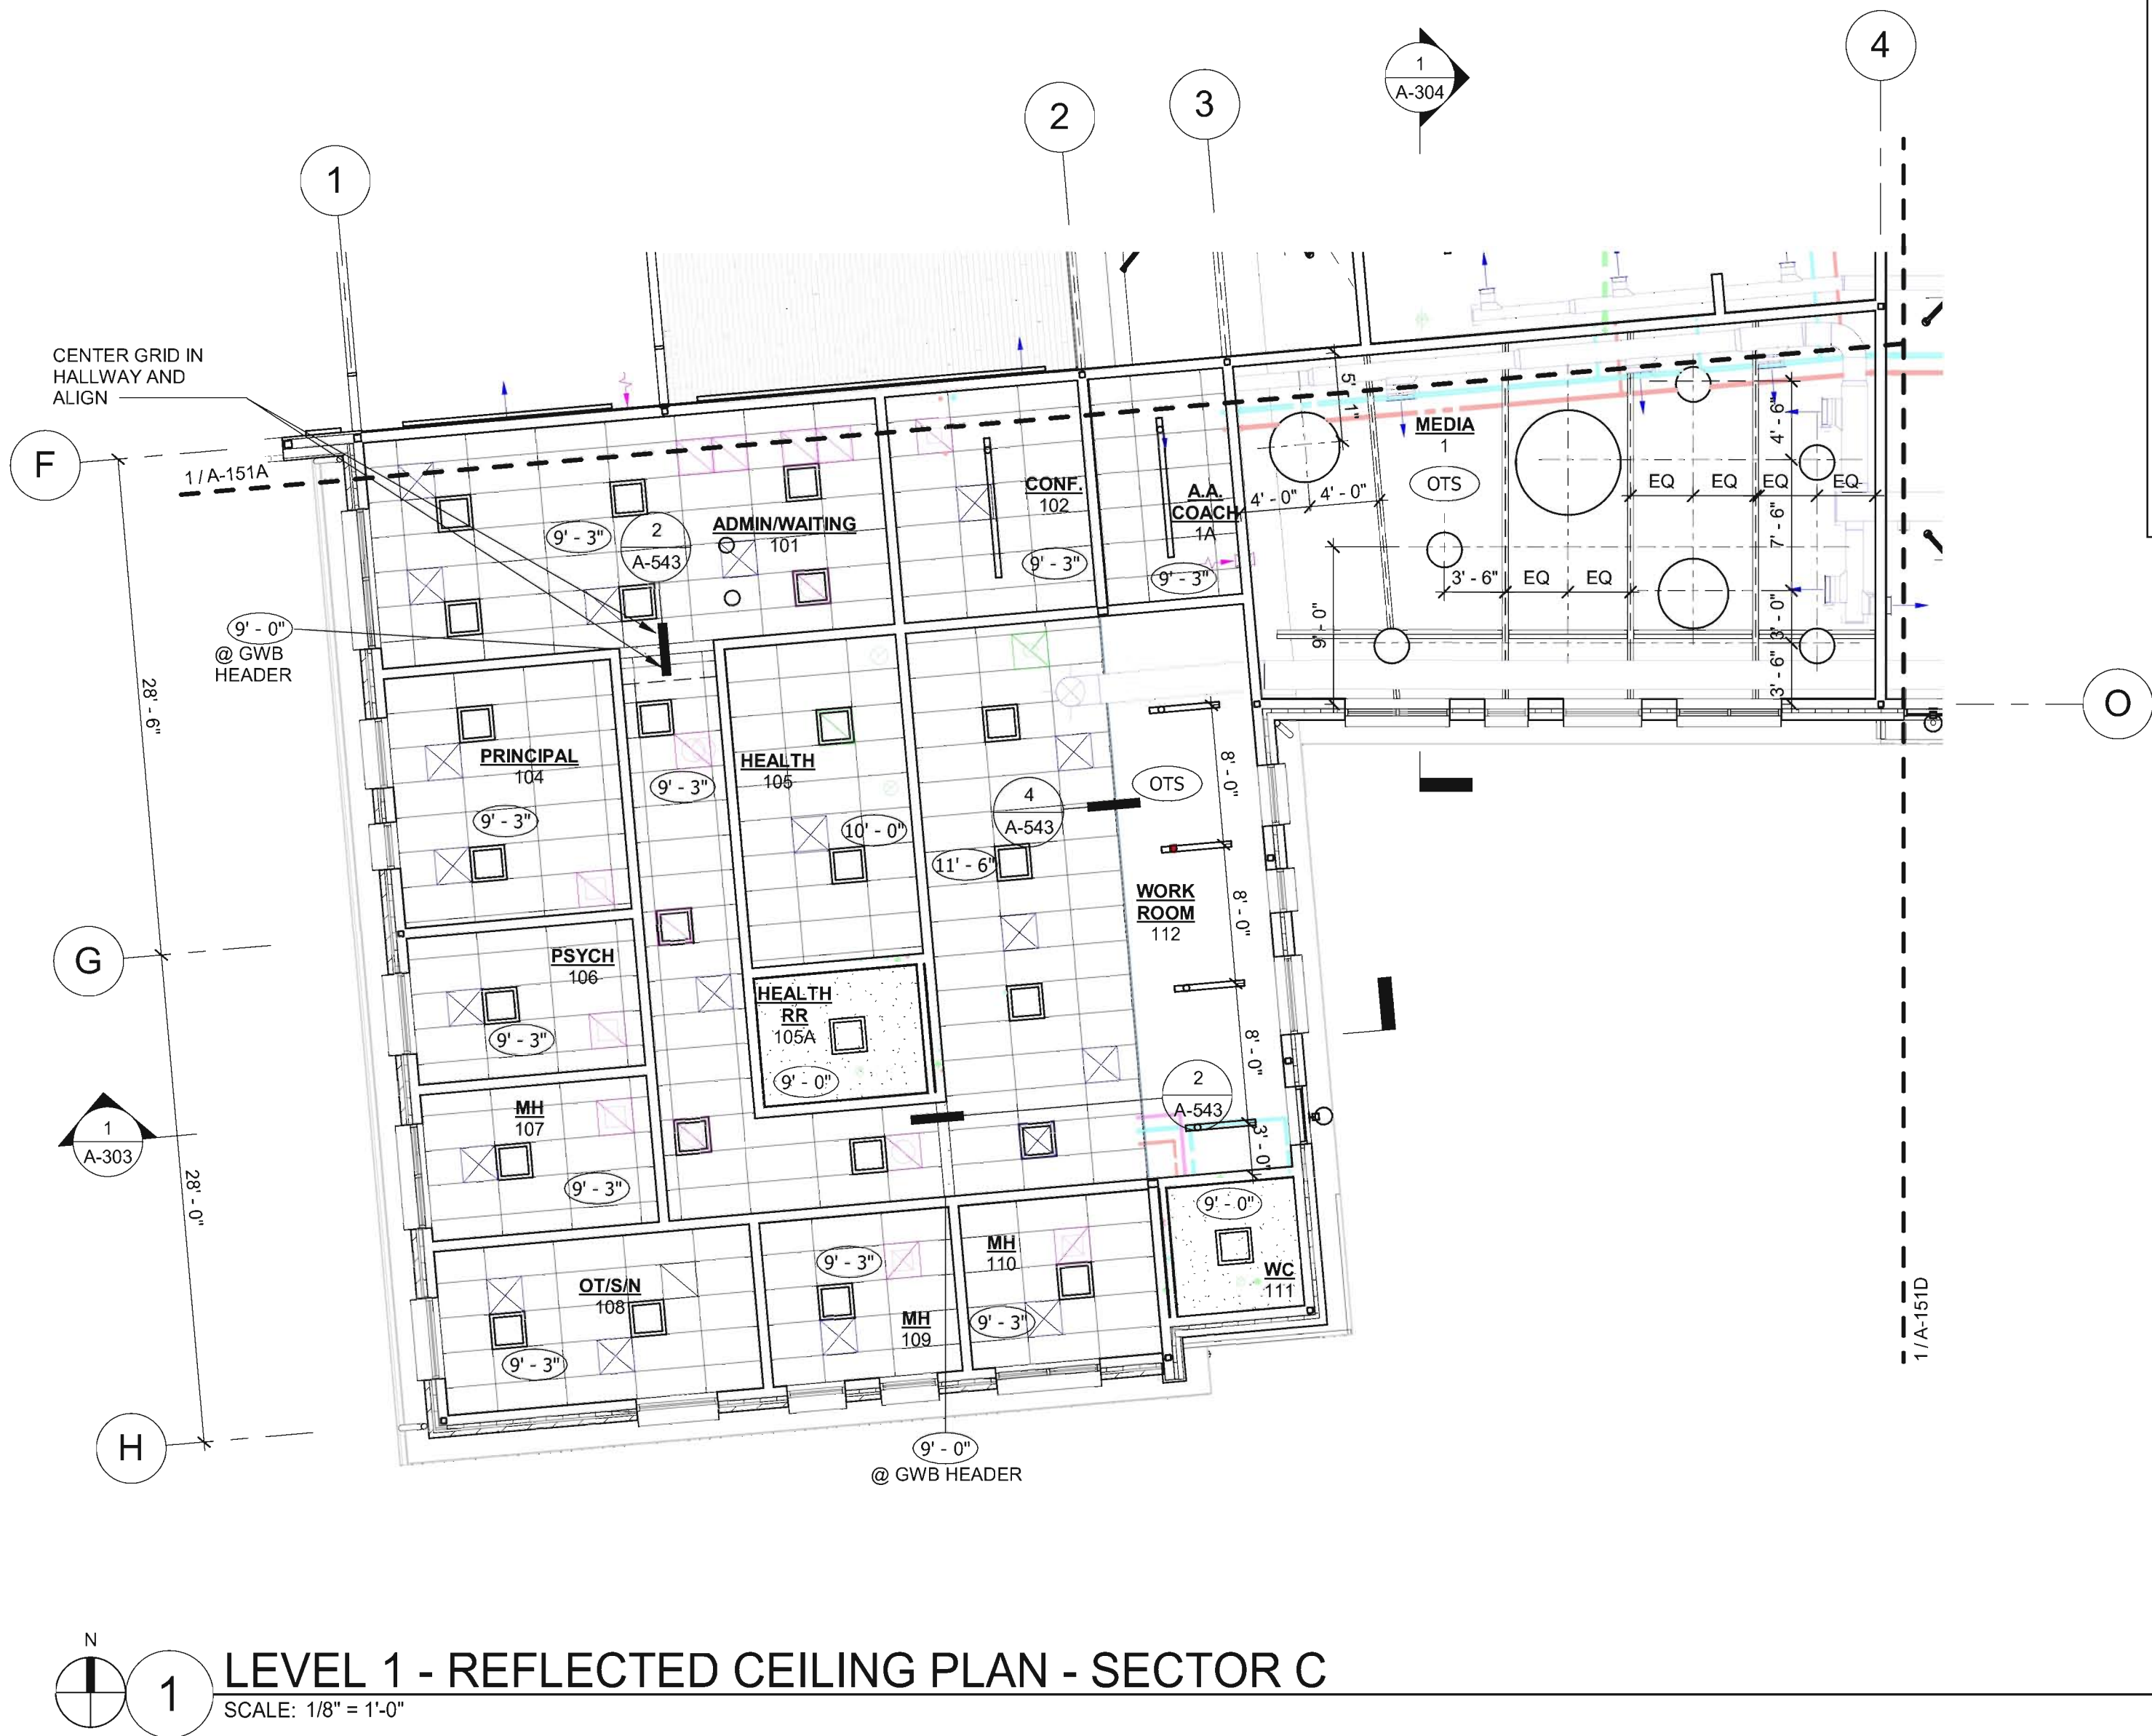 1
A-304
4
3
2
1
CENTER GRID IN
HALLWAY AND
ALIGN
F
1 / A-151A
5' - 1"
MEDIA
1
OTS
4' - 6"
EQ
EQ
EQ
EQ
4' - 0"
4' - 0"
7' - 6"
CONF.
102
9' - 3"
A.A.
COACH
1A
9' - 3"
ADMIN/WAITING
101
9' - 3"
2
A-543
3' - 6"
EQ
EQ
9' - 0"
3' - 0"
3' - 6"
9' - 0"
@ GWB
HEADER
28' - 6"
O
PRINCIPAL
104
9' - 3"
9' - 3"
HEALTH
105
10' - 0"
4
A-543
11' - 6"
OTS
8' - 0"
WORK
ROOM
112
8' - 0"
G
PSYCH
106
9' - 3"
HEALTH
RR
105A
9' - 0"
8' - 0"
2
A-543
3' - 0"
1
A-303
MH
107
9' - 3"
28' - 0"
9' - 0"
WC
111
OT/S/N
108
9' - 3"
9' - 3"
MH
109
MH
110
9' - 3"
1 / A-151D
H
9' - 0"
@ GWB HEADER
N
1
LEVEL 1 - REFLECTED CEILING PLAN - SECTOR C
SCALE: 1/8" = 1'-0"